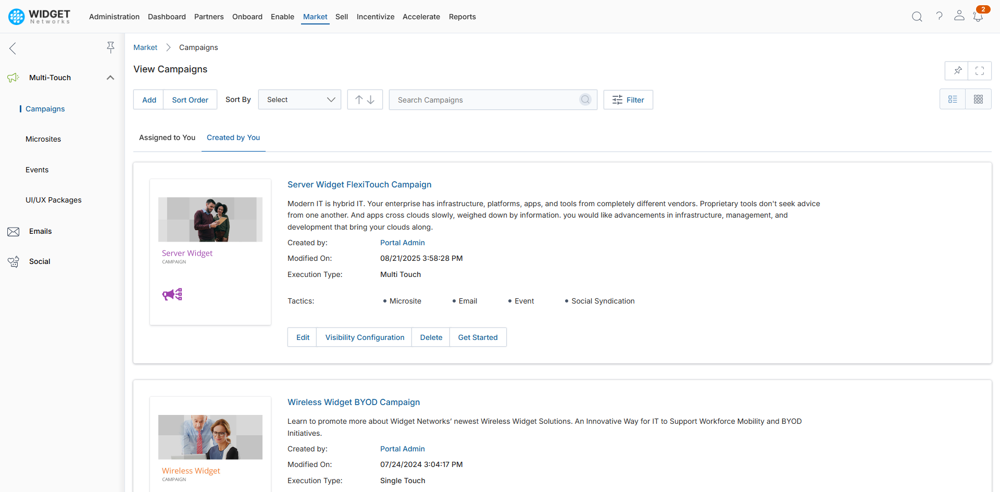 WIDGET
Networks
Administration Dashboard Partners Onboard Enable Market Sell Incentivize Accelerate Reports
2
Multi-Touch
Campaigns
Microsites
Events
UI/UX Packages
Emails
Social
Market Campaigns
View Campaigns
Add Sort Order Sort By Select Search Campaigns Filter
Assigned to You Created by You
Server Widget
CAMPAIGN
Server Widget FlexiTouch Campaign
Modern IT is hybrid IT. Your enterprise has infrastructure, platforms, apps, and tools from completely different vendors. Proprietary tools don't seek advice
from one another. And apps cross clouds slowly, weighed down by information. you would like advancements in infrastructure, management, and
development that bring your clouds along.
Created by: Portal Admin
Modified On: 08/21/2025 3:58:28 PM
Execution Type: Multi Touch
Tactics: • Microsite • Email • Event • Social Syndication
Edit Visibility Configuration Delete Get Started
Wireless Widget
CAMPAIGN
Wireless Widget BYOD Campaign
Learn to promote more about Widget Networks’ newest Wireless Widget Solutions. An Innovative Way for IT to Support Workforce Mobility and BYOD
Initiatives.
Created by: Portal Admin
Modified On: 07/24/2024 3:04:17 PM
Execution Type: Single Touch